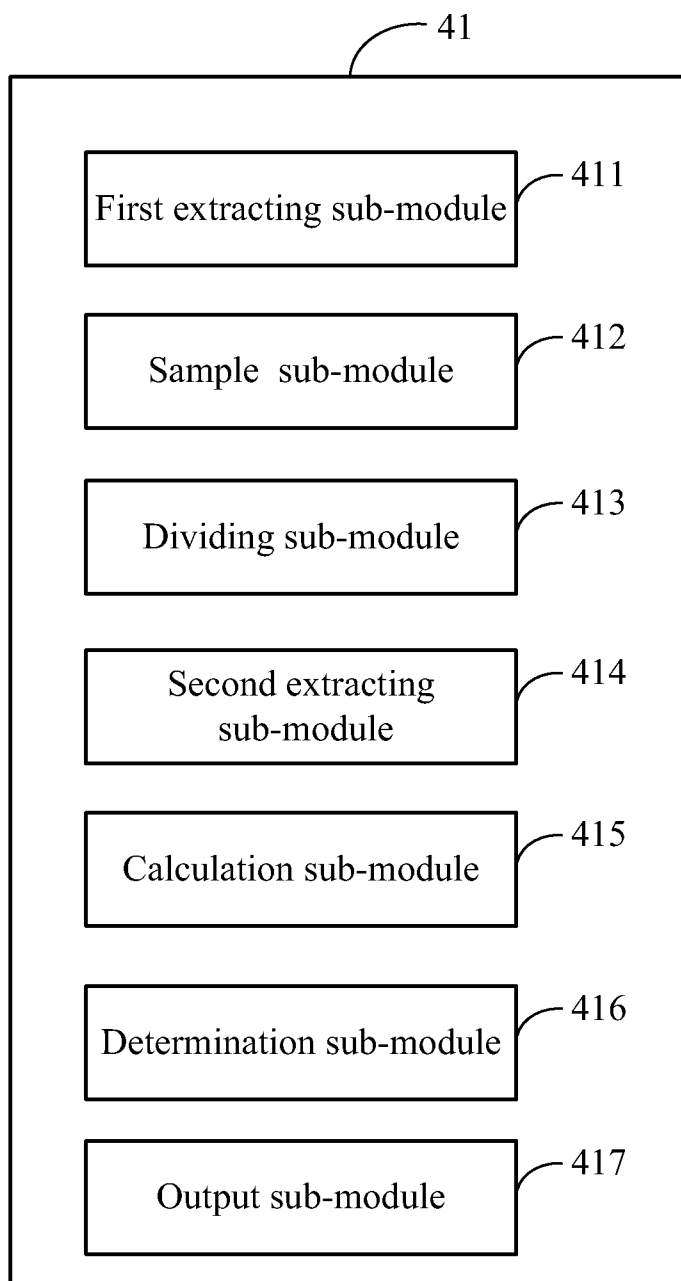 41
First extracting sub-module
411
Sample sub-module
412
Dividing sub-module
413
Second extracting
sub-module
414
Calculation sub-module
415
Determination sub-module
416
Output sub-module
417